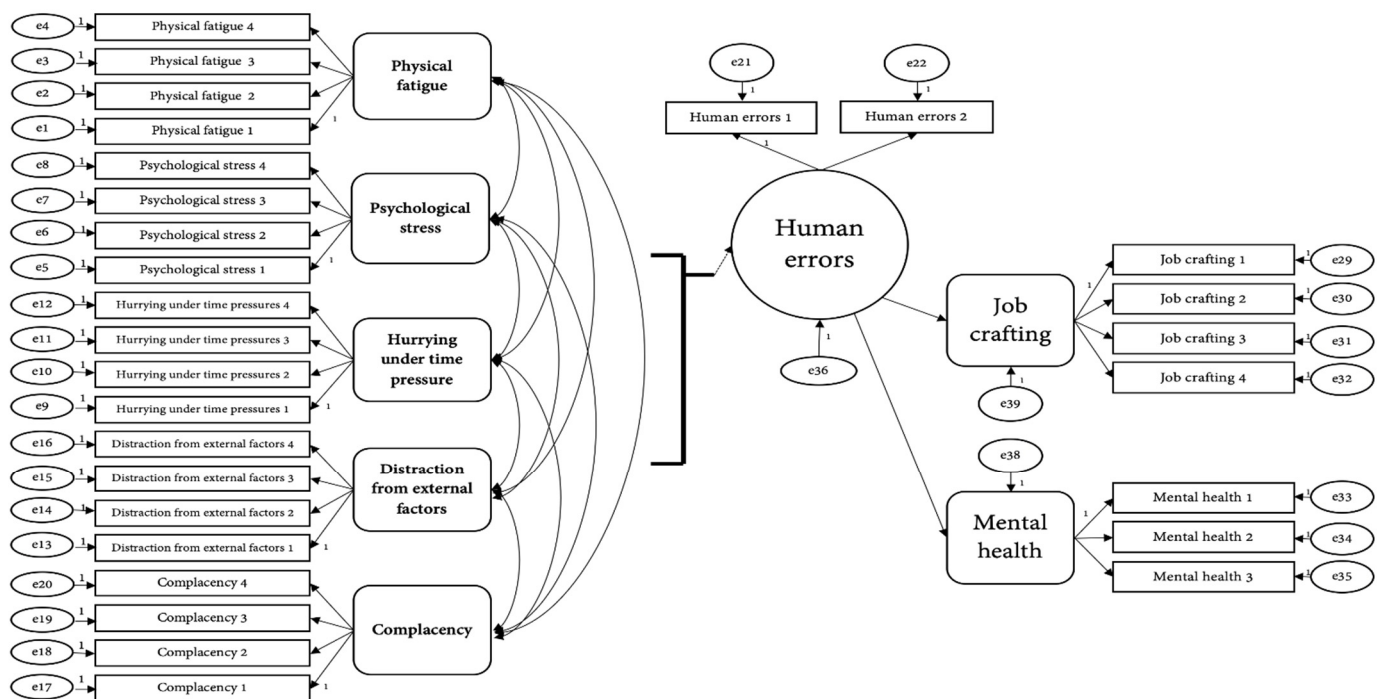 e4
1
Physical fatigue 4
e3
1
Physical fatigue 3
e2
1
Physical fatigue 2
e1
1
Physical fatigue 1
1
Physical
fatigue
e8
1
Psychological stress 4
e7
1
Psychological stress 3
e6
1
Psychological stress 2
e5
1
Psychological stress 1
1
Psychological
stress
e12
1
Hurrying under time pressures 4
e11
1
Hurrying under time pressures 3
e10
1
Hurrying under time pressures 2
e9
1
Hurrying under time pressures 1
1
Hurrying
under time
pressure
e16
1
Distraction from external factors 4
e15
1
Distraction from external factors 3
e14
1
Distraction from external factors 2
e13
1
Distraction from external factors 1
1
Distraction
from external
factors
e20
1
Complacency 4
e19
1
Complacency 3
e18
1
Complacency 2
e17
1
Complacency 1
1
Complacency
e21
1
Human errors 1
1
e22
1
Human errors 2
Human
errors
1
e36
Job
crafting
1
e39
1
Job crafting 1
1
e29
Job crafting 2
1
e30
Job crafting 3
1
e31
Job crafting 4
1
e32
e38
1
Mental
health
1
Mental health 1
1
e33
Mental health 2
1
e34
Mental health 3
1
e35